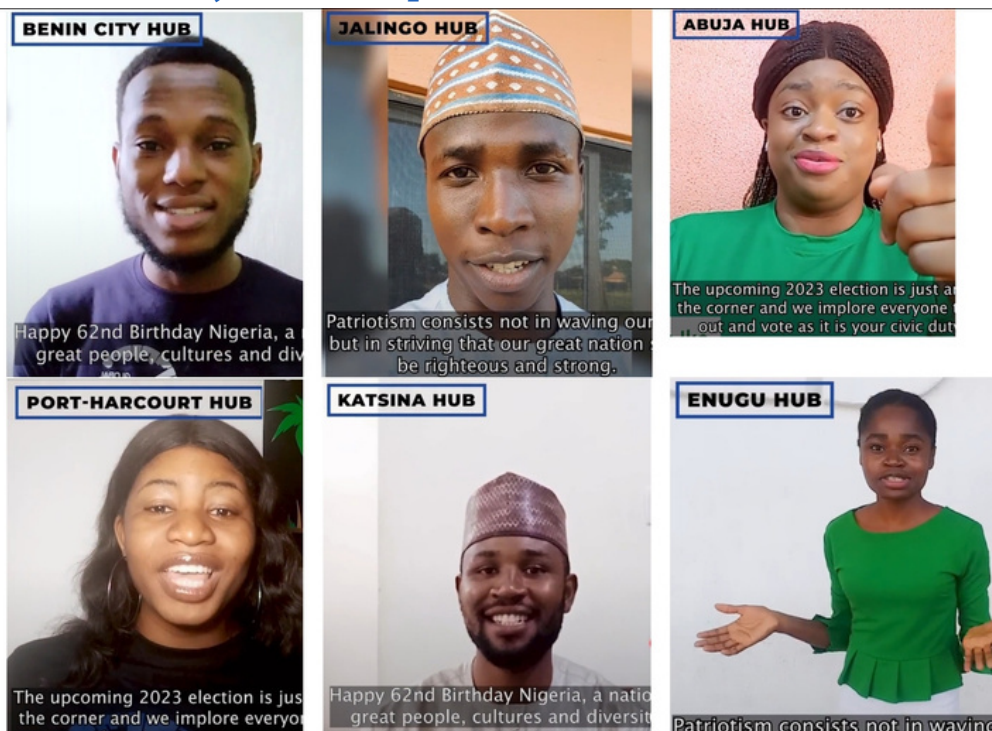 BENIN CITY HUB
Happy 62nd Birthday Nigeria, a
great people, cultures and div
JALINGO HUB
Patriotism consists not in waving our
but in striving that our great nation
be righteous and strong.
ABUJA HUB
The upcoming 2023 election is just a
the corner and we implore everyone
out and vote as it is your civic dut
PORT-HARCOURT HUB
The upcoming 2023 election is jus
the corner and we implore everyo
KATSINA HUB
Happy 62nd Birthday Nigeria, a natio
great people, cultures and diversit
ENUGU HUB
Patriotism consists not in waving